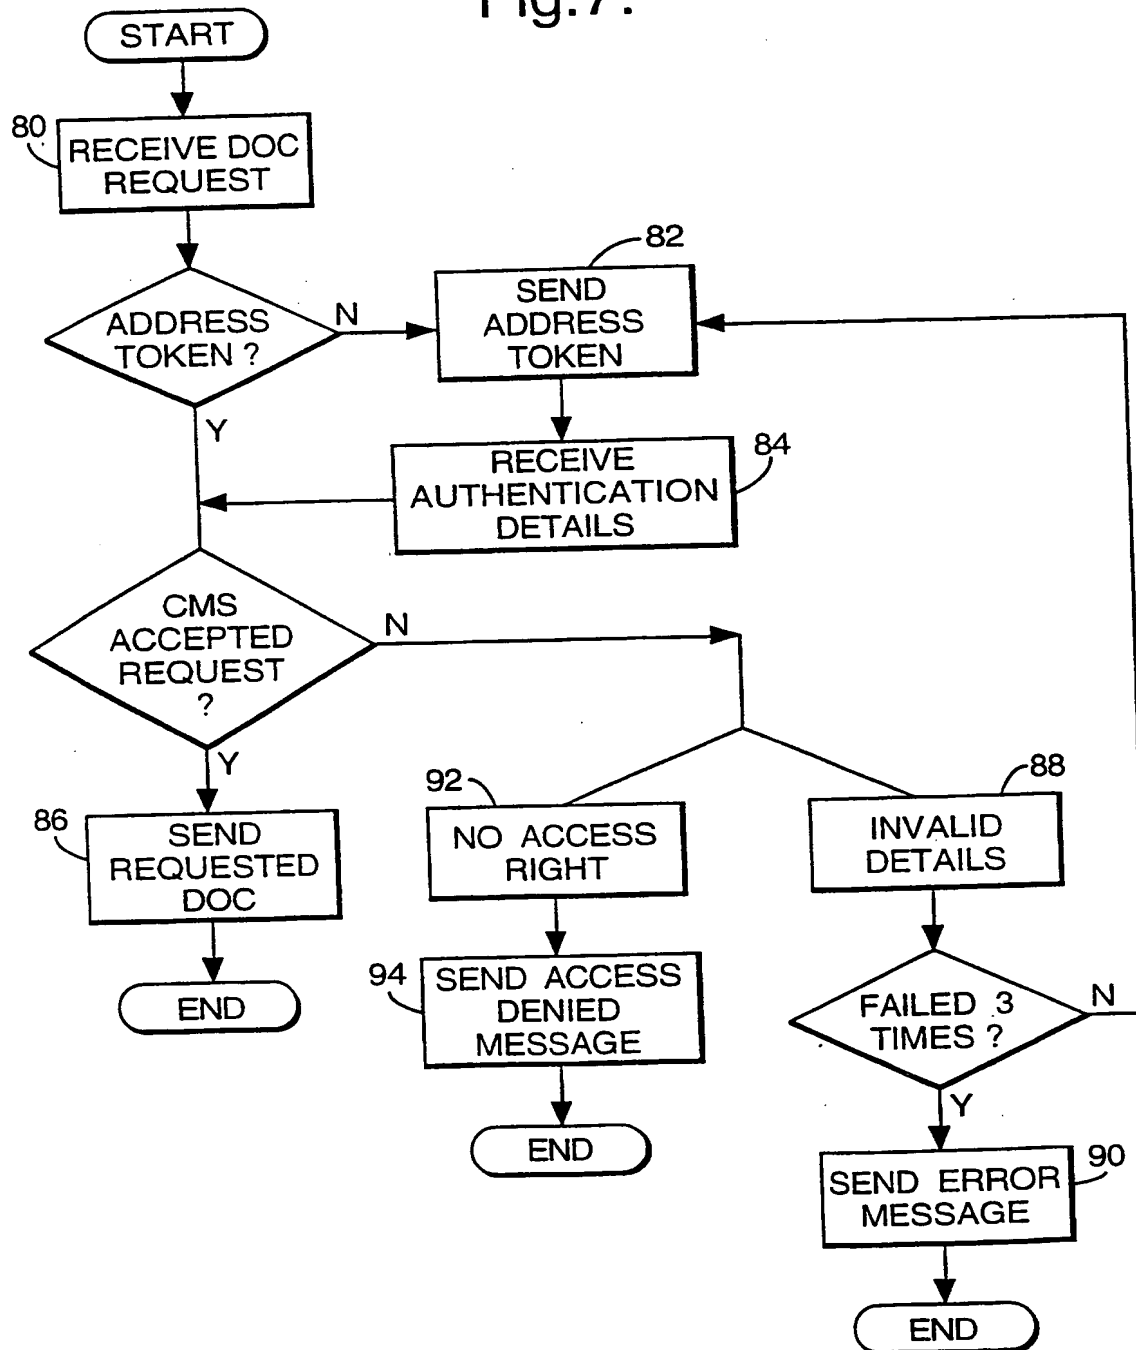 Fig.7.
START
80
RECEIVE DOC
REQUEST
ADDRESS
TOKEN ?
N
Y
82
SEND
ADDRESS
TOKEN
84
RECEIVE
AUTHENTICATION
DETAILS
CMS
ACCEPTED
REQUEST
?
N
Y
86
SEND
REQUESTED
DOC
END
92
NO ACCESS
RIGHT
94
SEND ACCESS
DENIED
MESSAGE
END
88
INVALID
DETAILS
FAILED 3
TIMES ?
N
Y
90
SEND ERROR
MESSAGE
END